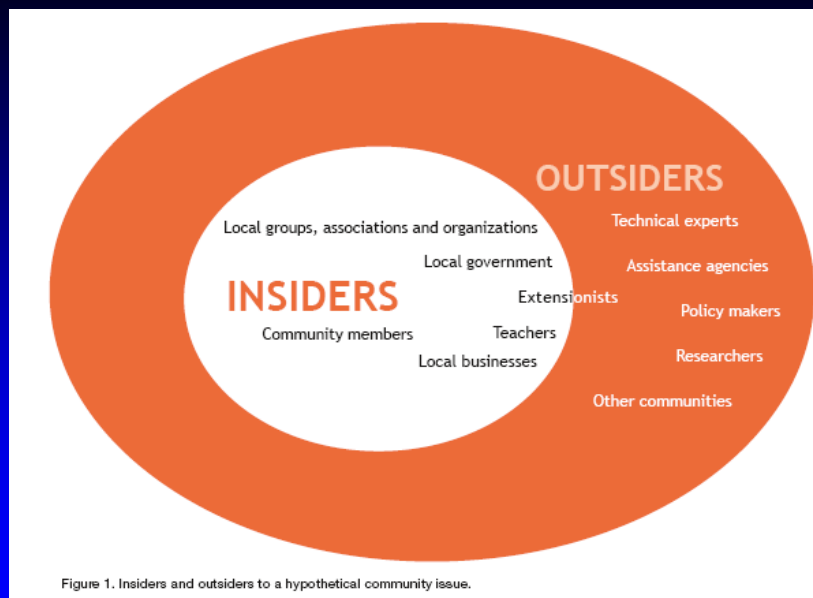 OUTSIDERS
Technical experts
Local groups, associations and organizations
Local government
Assistance agencies
INSIDERS
Extensionists
Policy makers
Community members
Teachers
Local businesses
Researchers
Other communities
Figure 1. Insiders and outsiders to a hypothetical community issue.